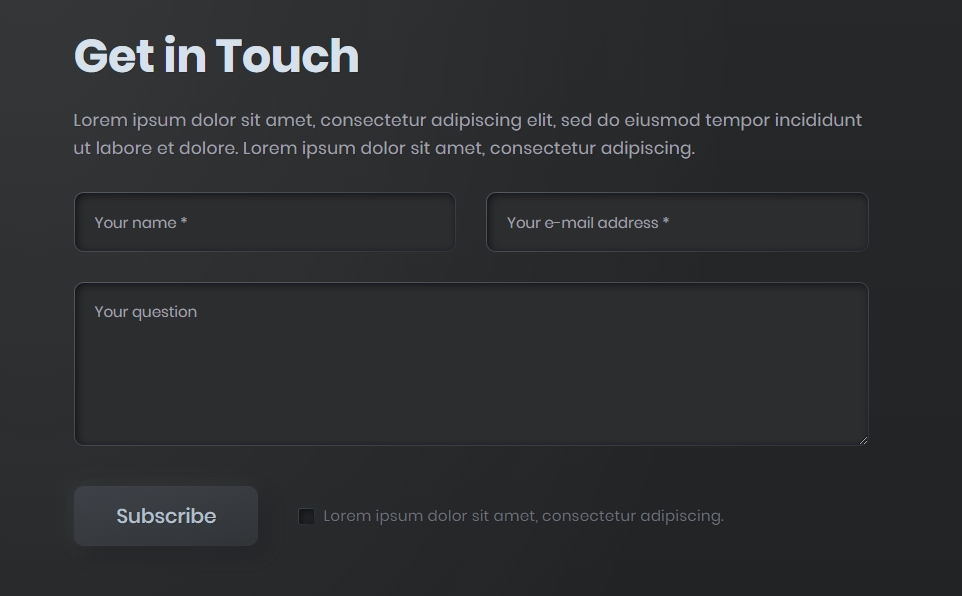 Get in Touch
Lorem ipsum dolor sit amet, consectetur adipiscing elit, sed do eiusmod tempor incididunt
ut labore et dolore. Lorem ipsum dolor sit amet, consectetur adipiscing.
Your name *
Your e-mail address *
Your question
Subscribe
Lorem ipsum dolor sit amet, consectetur adipiscing.